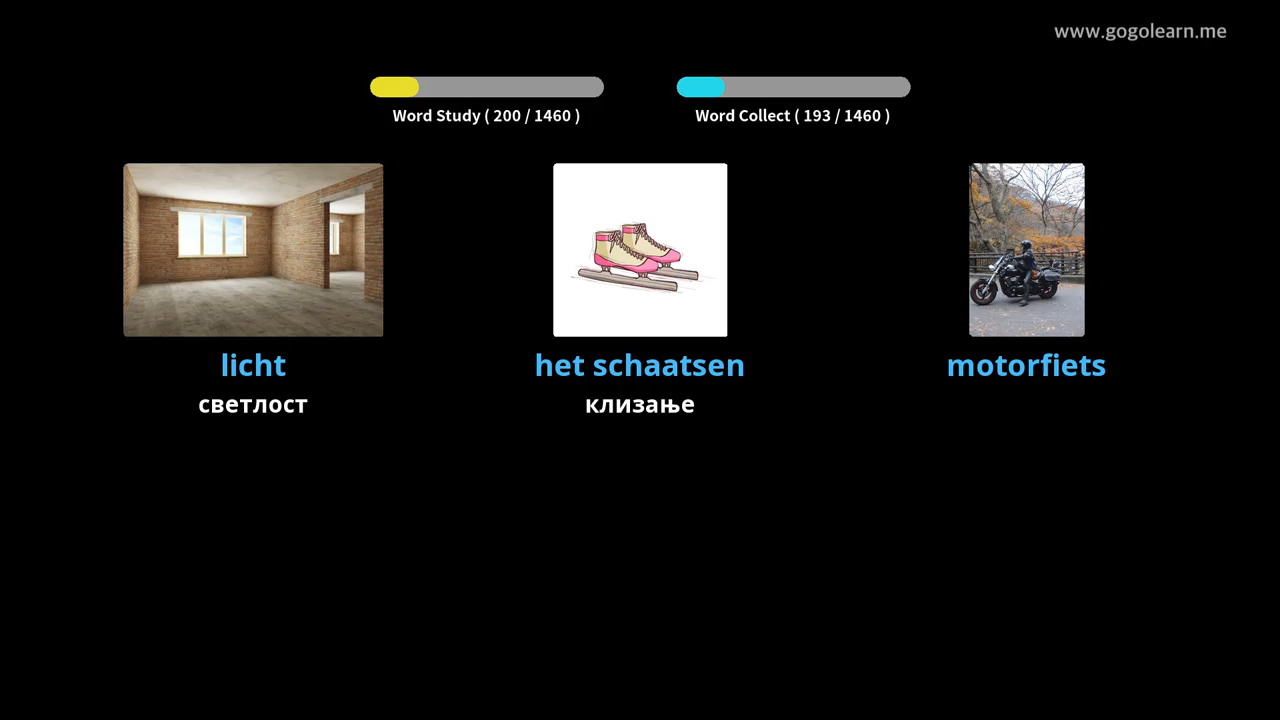 www.gogolearn.me
Word Study ( 200 / 1460 )
Word Collect ( 193 / 1460 )
licht
het schaatsen
motorfiets
светлост
клизање